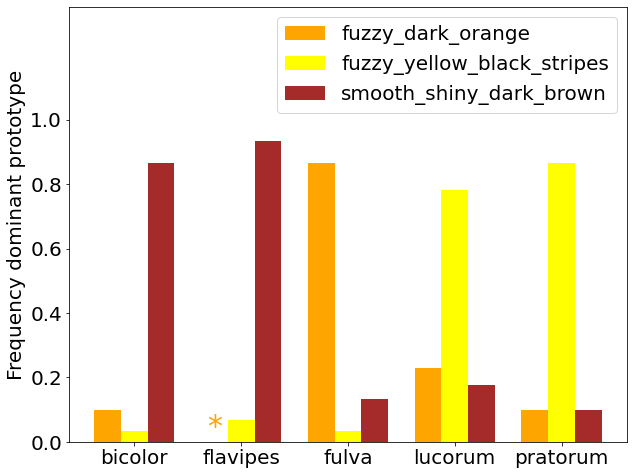 fuzzy_dark_orange
fuzzy_yellow_black_stripes
smooth_shiny_dark_brown
Frequency dominant prototype
1.0
0.8
0.6
0.4
0.2
0.0
*
bicolor flavipes fulva lucorum pratorum